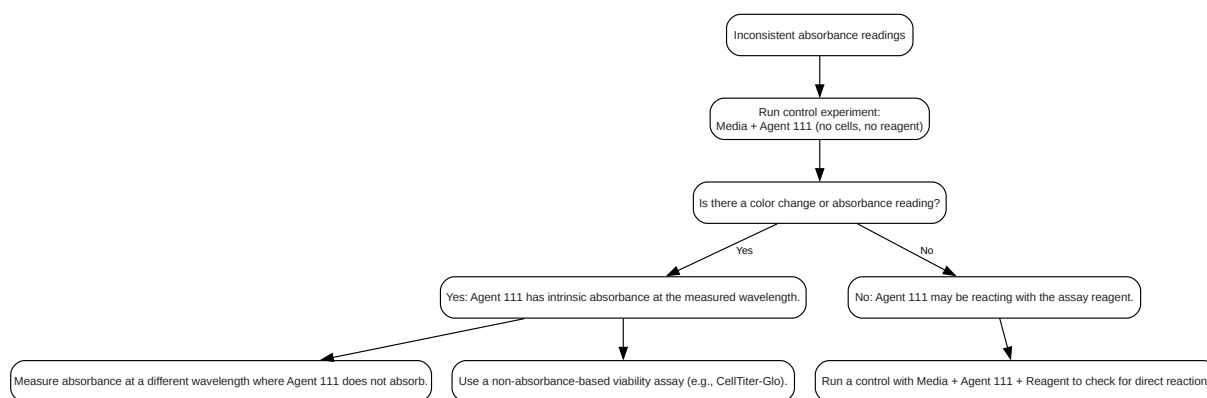 Inconsistent absorbance readings
Run control experiment:
Media + Agent 111 (no cells, no reagent)
Is there a color change or absorbance reading?
Yes
No
Yes: Agent 111 has intrinsic absorbance at the measured wavelength.
No: Agent 111 may be reacting with the assay reagent.
Measure absorbance at a different wavelength where Agent 111 does not absorb.
Use a non-absorbance-based viability assay (e.g., CellTiter-Glo).
Run a control with Media + Agent 111 + Reagent to check for direct reaction